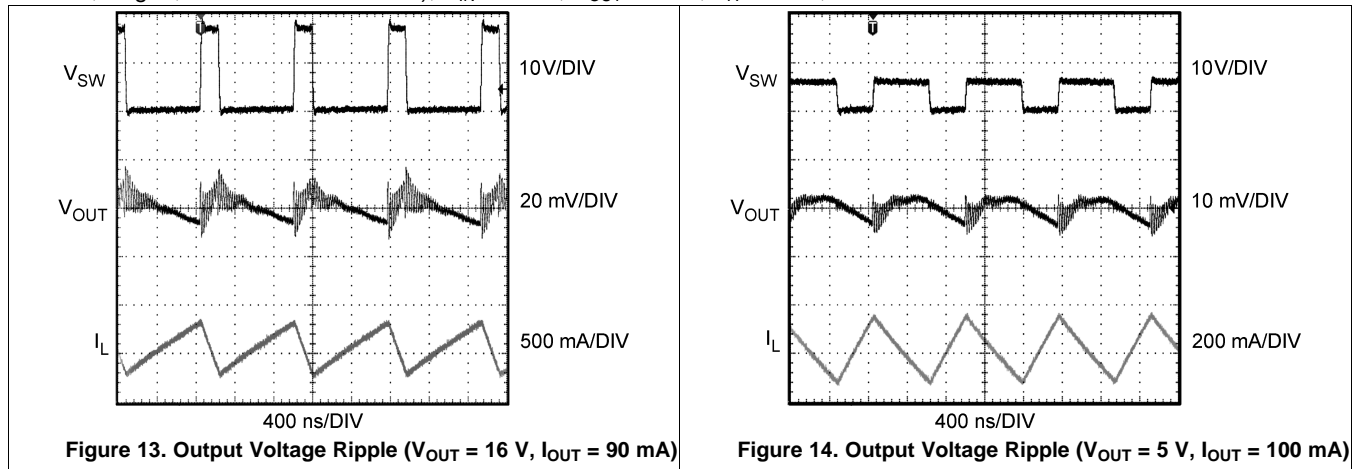 V_SW
10V/DIV
V_OUT
20 mV/DIV
I_L
500 mA/DIV
400 ns/DIV
Figure 13. Output Voltage Ripple (V_OUT = 16 V, I_OUT = 90 mA)
T
V_SW
10V/DIV
V_OUT
10 mV/DIV
I_L
200 mA/DIV
400 ns/DIV
Figure 14. Output Voltage Ripple (V_OUT = 5 V, I_OUT = 100 mA)